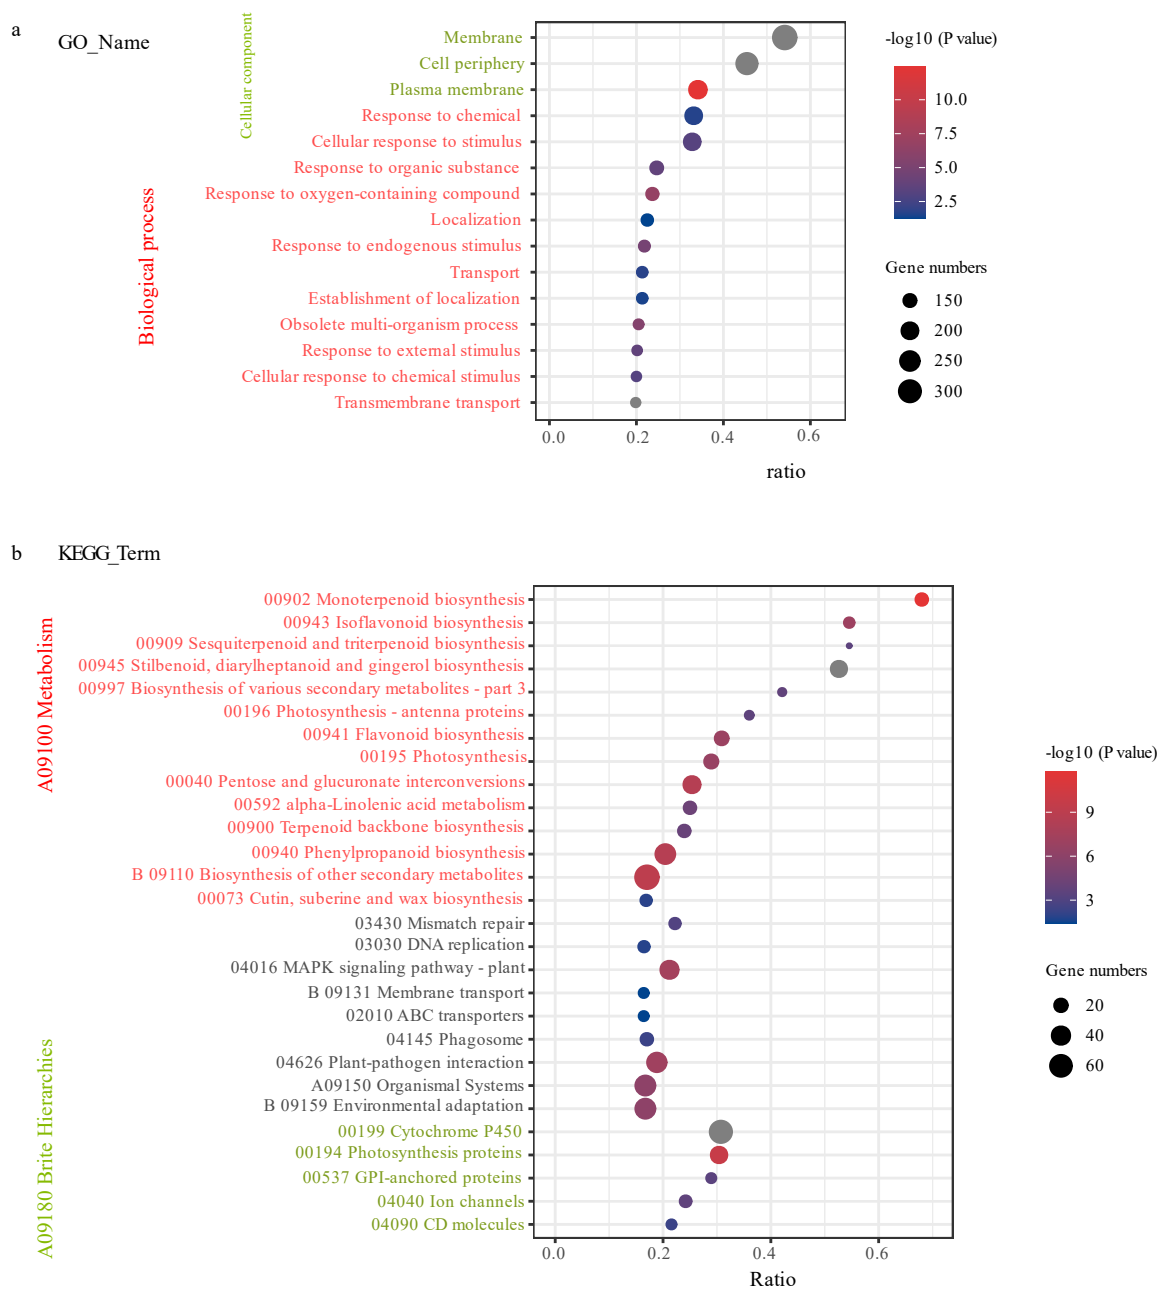 a
GO_Name
Cellular component
Biological process
Membrane
Cell periphery
Plasma membrane
Response to chemical
Cellular response to stimulus
Response to organic substance
Response to oxygen-containing compound
Localization
Response to endogenous stimulus
Transport
Establishment of localization
Obsolete multi-organism process
Response to external stimulus
Cellular response to chemical stimulus
Transmembrane transport
0.0 0.2 0.4 0.6
ratio
-log10 (P value)
10.0
7.5
5.0
2.5
Gene numbers
150
200
250
300
b
KEGG_Term
A09100 Metabolism
A09180 Brite Hierarchies
00902 Monoterpenoid biosynthesis
00943 Isoflavonoid biosynthesis
00909 Sesquiterpenoid and triterpenoid biosynthesis
00945 Stilbenoid, diarylheptanoid and gingerol biosynthesis
00997 Biosynthesis of various secondary metabolites - part 3
00196 Photosynthesis - antenna proteins
00941 Flavonoid biosynthesis
00195 Photosynthesis
00040 Pentose and glucuronate interconversions
00592 alpha-Linolenic acid metabolism
00900 Terpenoid backbone biosynthesis
00940 Phenylpropanoid biosynthesis
B 09110 Biosynthesis of other secondary metabolites
00073 Cutin, suberine and wax biosynthesis
03430 Mismatch repair
03030 DNA replication
04016 MAPK signaling pathway - plant
B 09131 Membrane transport
02010 ABC transporters
04145 Phagosome
04626 Plant-pathogen interaction
A09150 Organismal Systems
B 09159 Environmental adaptation
00199 Cytochrome P450
00194 Photosynthesis proteins
00537 GPI-anchored proteins
04040 Ion channels
04090 CD molecules
0.0 0.2 0.4 0.6
Ratio
-log10 (P value)
9
6
3
Gene numbers
20
40
60